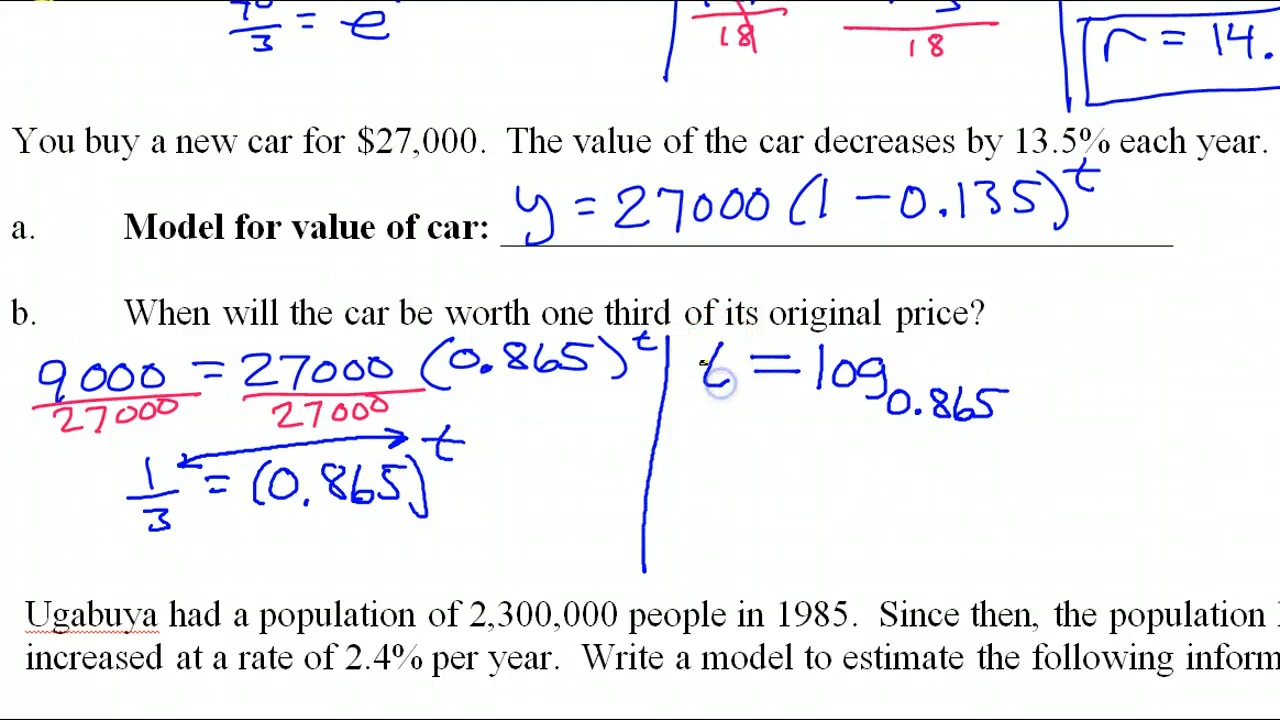 /3 = e
18 18
r = 14.
You buy a new car for $27,000. The value of the car decreases by 13.5% each year.
a. Model for value of car: y = 27000 (1 - 0.135)^t
b. When will the car be worth one third of its original price?
9000 = 27000 (0.865)^t t = log_0.865
27000 27000
1/3 = (0.865)^t
Ugabuya had a population of 2,300,000 people in 1985. Since then, the population
increased at a rate of 2.4% per year. Write a model to estimate the following inform